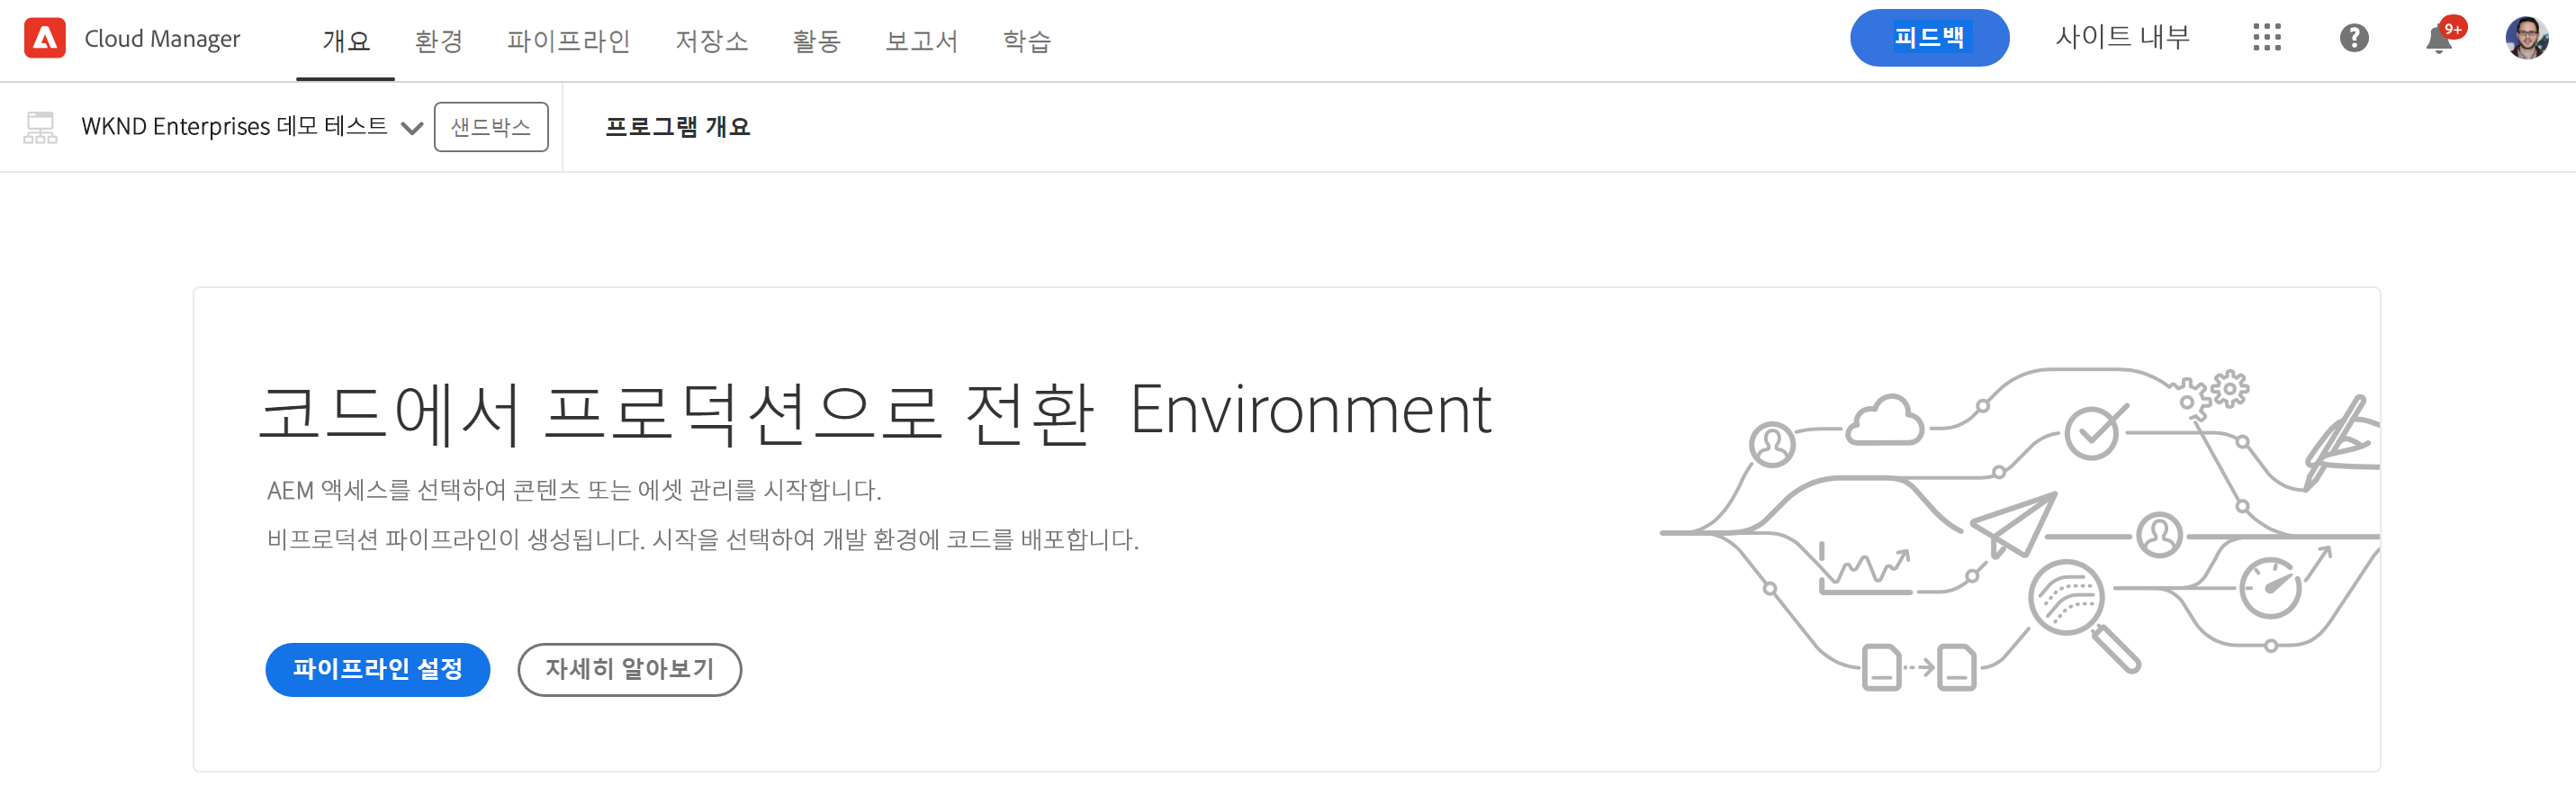 Cloud Manager 개요 환경 파이프라인 저장소 활동 보고서 학습 피드백 사이트 내부 9+
WKND Enterprises 데모 테스트 샌드박스 프로그램 개요
코드에서 프로덕션으로 전환 Environment
AEM 액세스를 선택하여 콘텐츠 또는 에셋 관리를 시작합니다.
비프로덕션 파이프라인이 생성됩니다. 시작을 선택하여 개발 환경에 코드를 배포합니다.
파이프라인 설정 자세히 알아보기